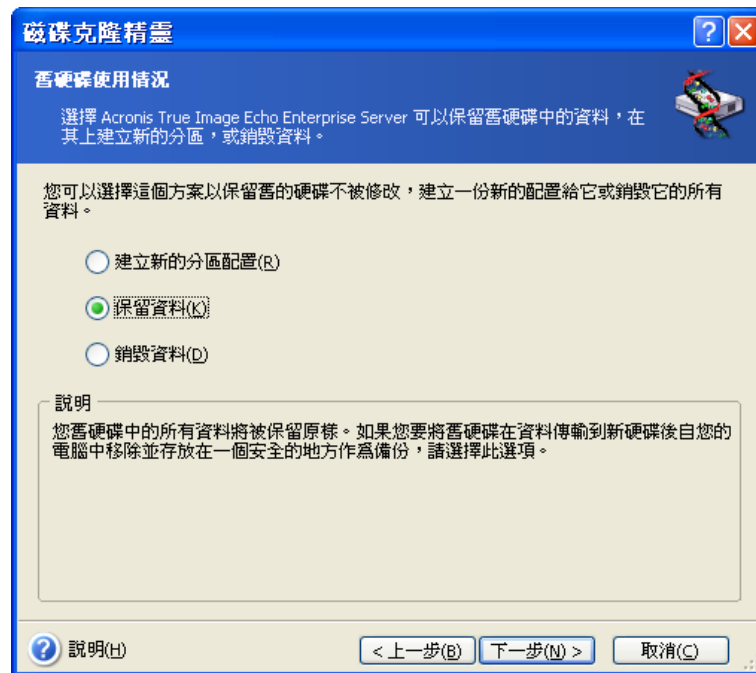 磁碟克隆精靈
舊硬碟使用情況
選擇 Acronis True Image Echo Enterprise Server 可以保留舊硬碟中的資料，在
其上建立新的分區，或銷毀資料。
您可以選擇這個方案以保留舊的硬碟不被修改，建立一份新的配置給它或銷毀它的所有
資料。
建立新的分區配置(R)
保留資料(K)
銷毀資料(D)
說明
您舊硬碟中的所有資料將被保留原樣。如果您要將舊硬碟在資料傳輸到新硬碟後自您的
電腦中移除並存放在一個安全的地方作爲備份，請選擇此選項。
說明(H)
< 上一步(B)
下一步(N) >
取消(C)